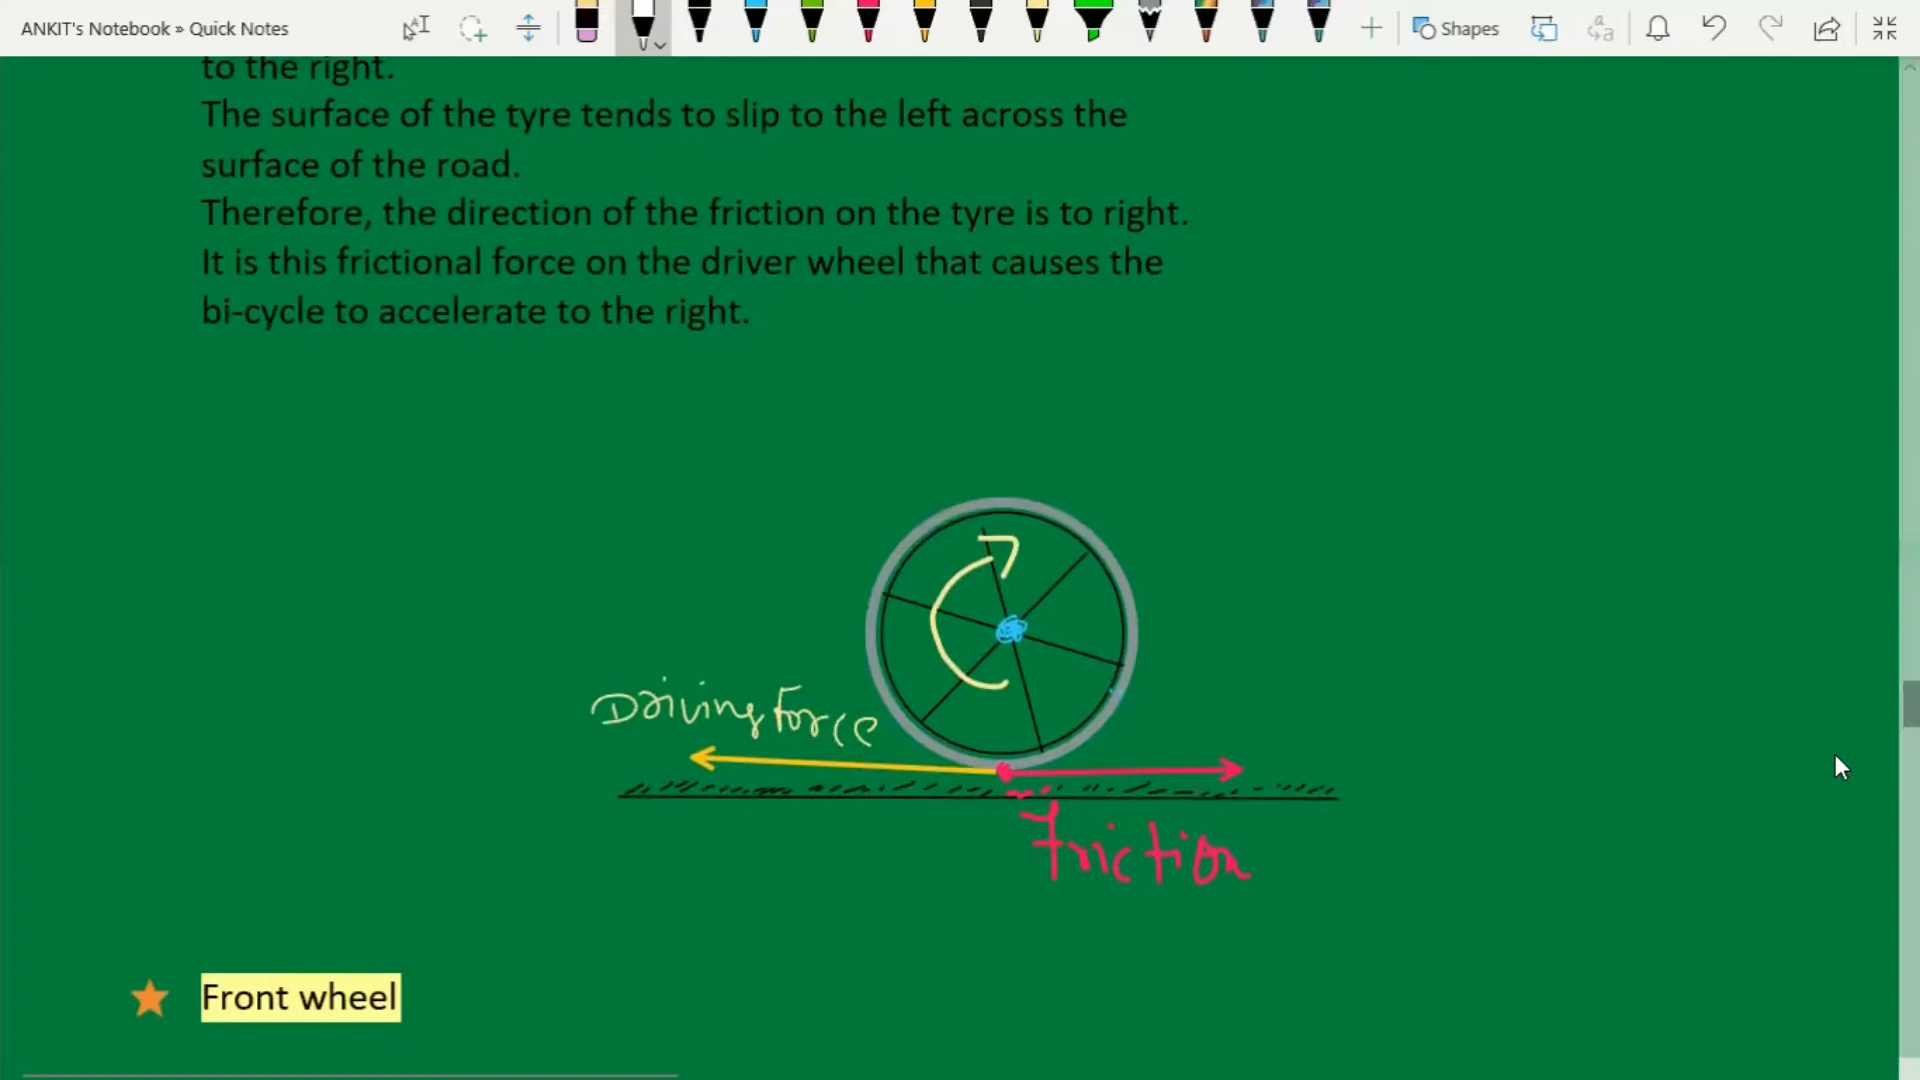 ANKIT's Notebook » Quick Notes
Shapes
to the right.
The surface of the tyre tends to slip to the left across the
surface of the road.
Therefore, the direction of the friction on the tyre is to right.
It is this frictional force on the driver wheel that causes the
bi-cycle to accelerate to the right.
Driving Force
friction
Front wheel